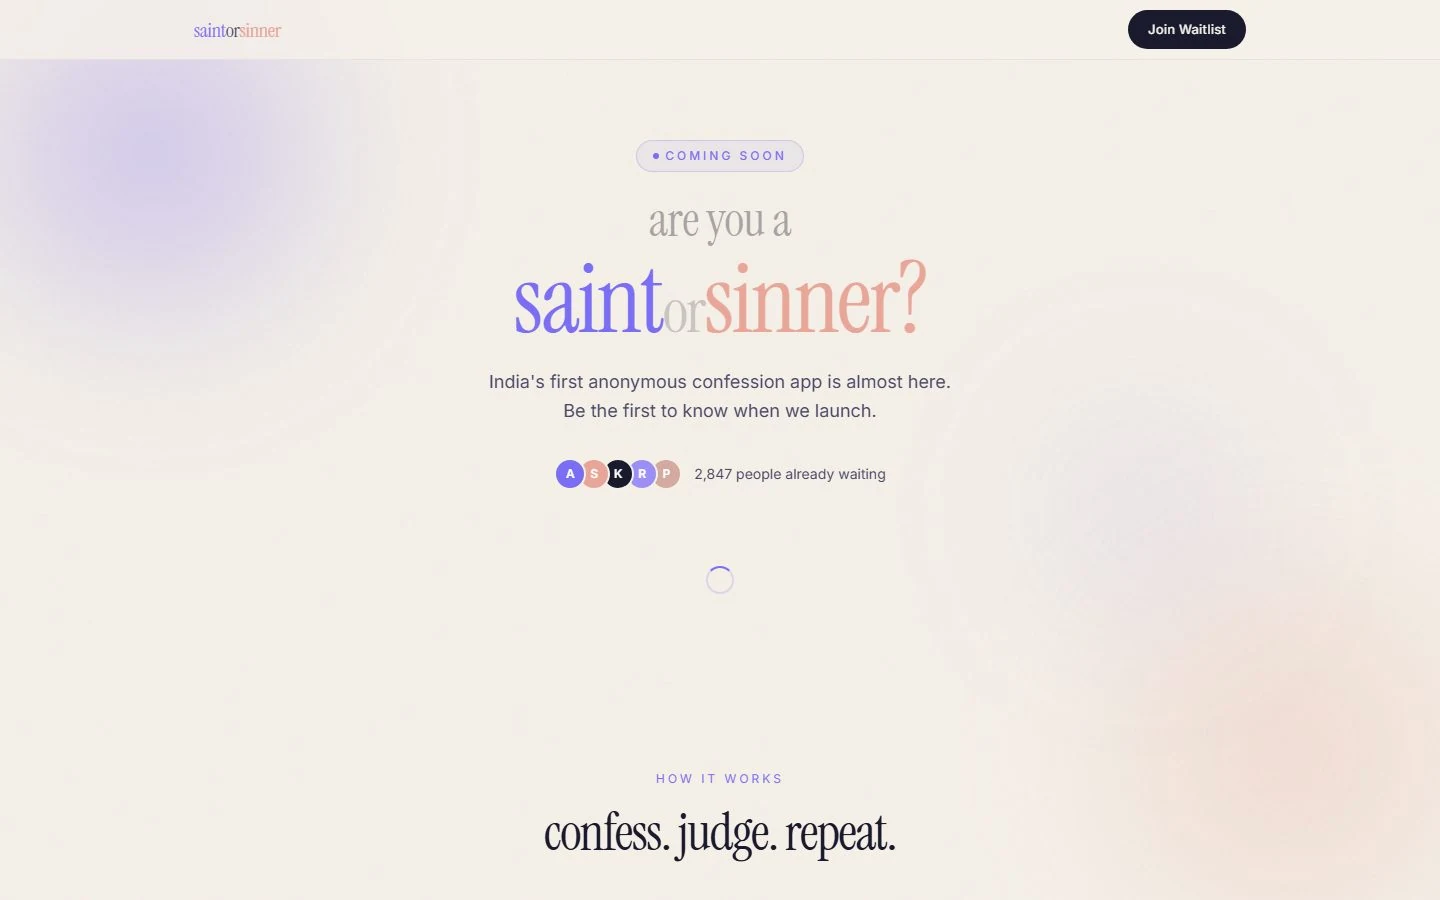 saintorsinner
Join Waitlist
COMING SOON
are you a
saintorsinner?
India's first anonymous confession app is almost here.
Be the first to know when we launch.
A S K R P 2,847 people already waiting
HOW IT WORKS
confess. judge. repeat.